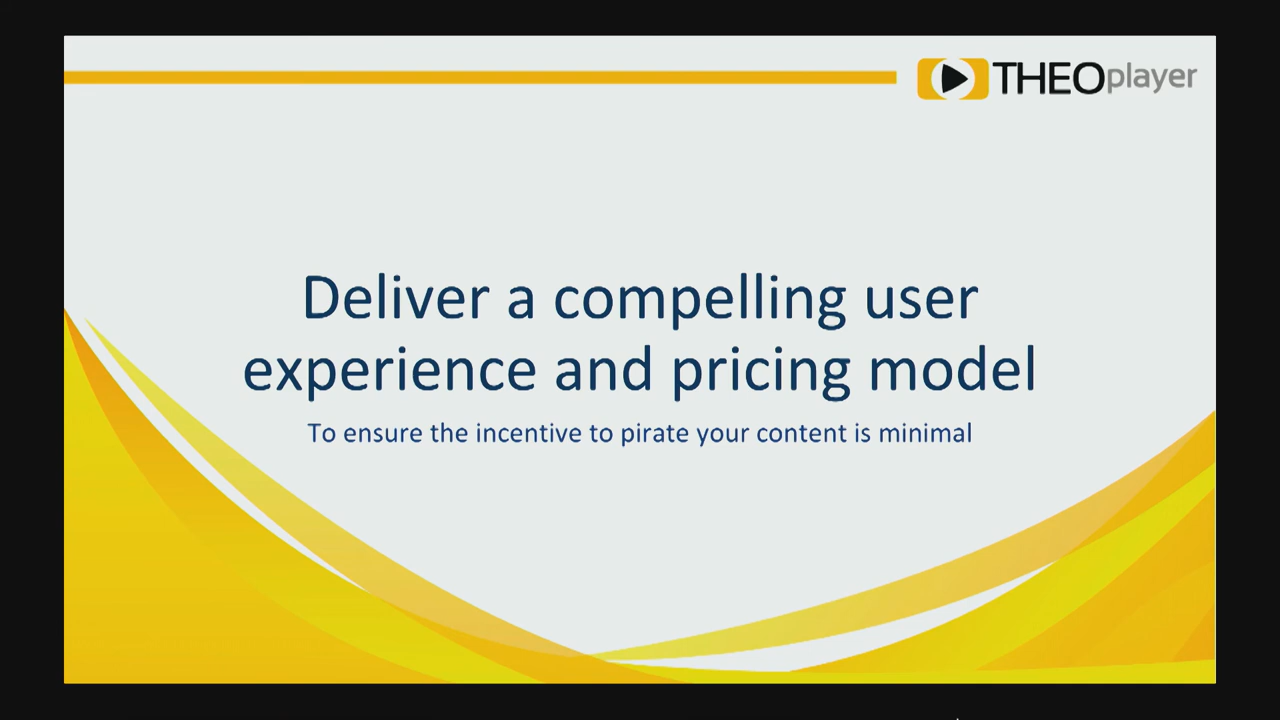 THEOplayer
Deliver a compelling user
experience and pricing model
To ensure the incentive to pirate your content is minimal